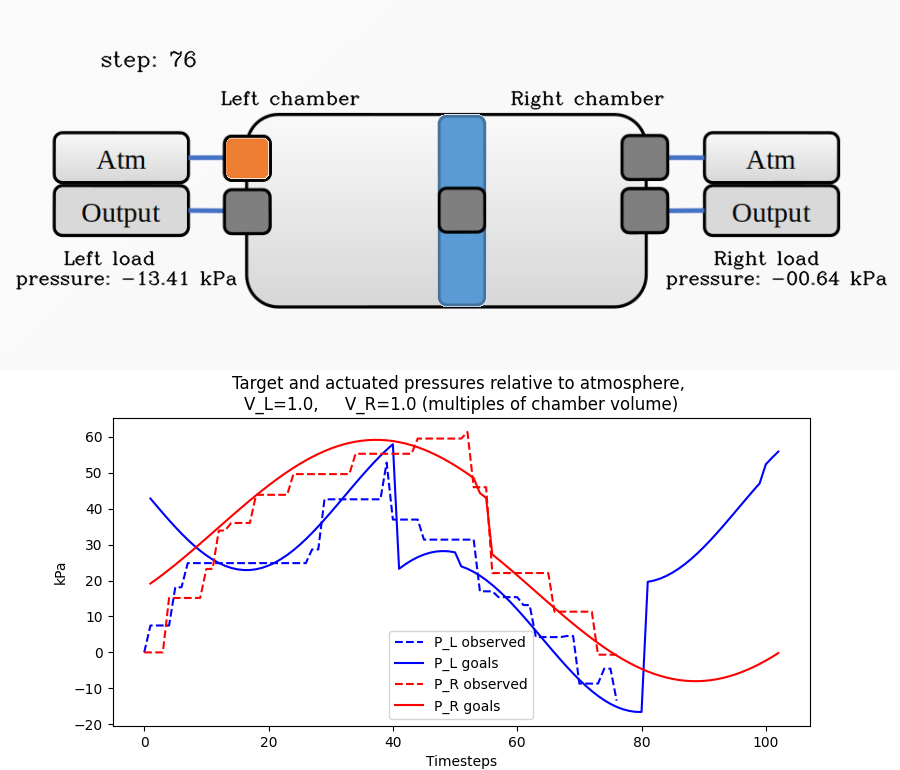 step: 76
Left chamber
Right chamber
Atm
Atm
Output
Output
Left load
pressure: −13.41 kPa
Right load
pressure: −00.64 kPa
Target and actuated pressures relative to atmosphere,
V_L=1.0, V_R=1.0 (multiples of chamber volume)
kPa
60
50
40
30
20
10
0
−10
−20
P_L observed
P_L goals
P_R observed
P_R goals
0 20 40 60 80 100
Timesteps